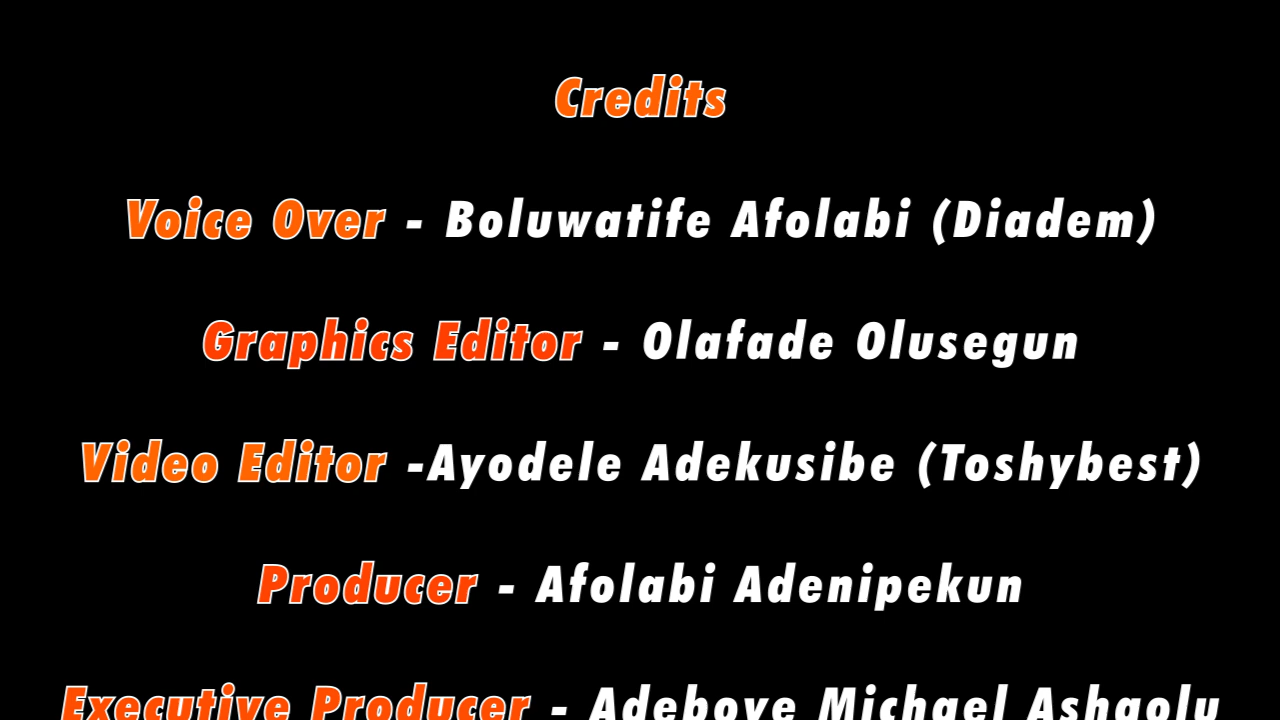 Credits
Voice Over - Boluwatife Afolabi (Diadem)
Graphics Editor - Olafade Olusegun
Video Editor -Ayodele Adekusibe (Toshybest)
Producer - Afolabi Adenipekun
Executive Producer - Adeboye Michael Ashaolu